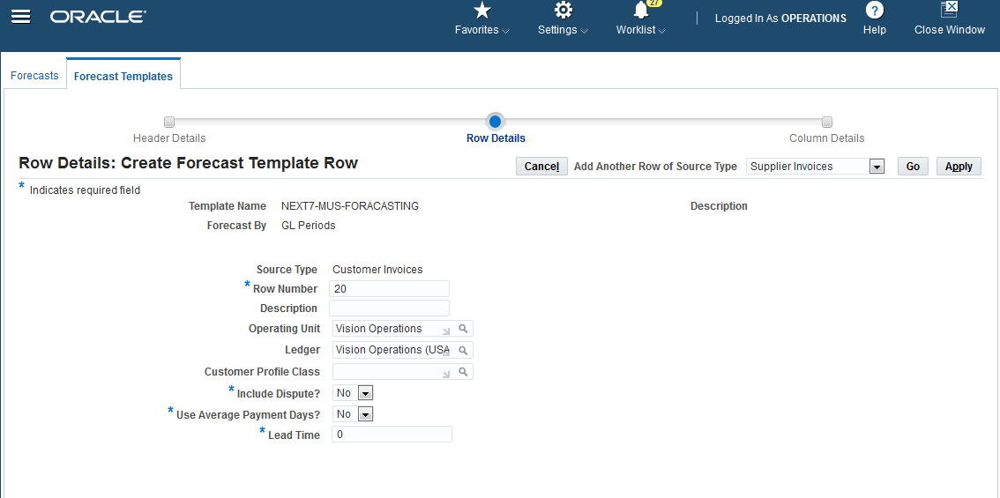 ORACLE
27
Favorites
Settings
Worklist
Logged In As OPERATIONS
?
Help
Close Window
Forecasts
Forecast Templates
Header Details
Row Details
Column Details
Row Details: Create Forecast Template Row
Cancel
Add Another Row of Source Type
Supplier Invoices
Go
Apply
* Indicates required field
Template Name NEXT7-MUS-FORACASTING
Description
Forecast By GL Periods
Source Type Customer Invoices
* Row Number 20
Description
Operating Unit Vision Operations
Ledger Vision Operations (USA
Customer Profile Class
* Include Dispute? No
* Use Average Payment Days? No
* Lead Time 0